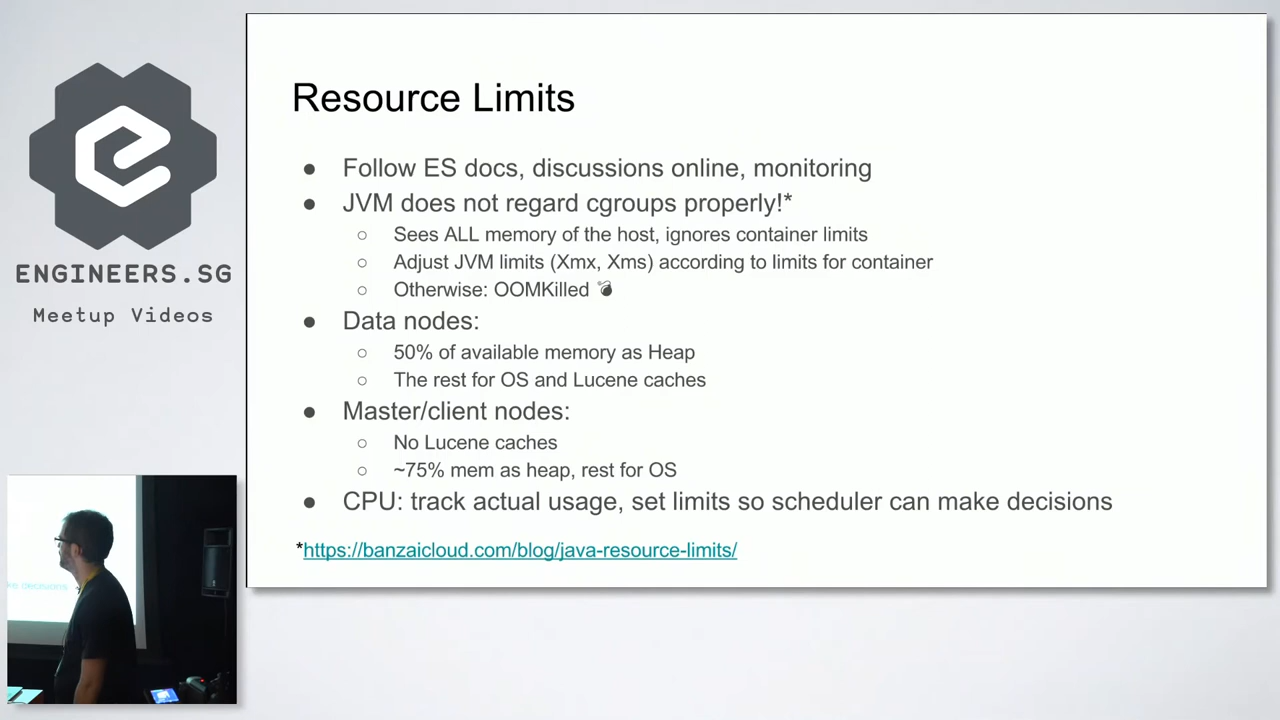 ENGINEERS.SG
Meetup Videos
Resource Limits
● Follow ES docs, discussions online, monitoring
● JVM does not regard cgroups properly!*
○ Sees ALL memory of the host, ignores container limits
○ Adjust JVM limits (Xmx, Xms) according to limits for container
○ Otherwise: OOMKilled 💣
● Data nodes:
○ 50% of available memory as Heap
○ The rest for OS and Lucene caches
● Master/client nodes:
○ No Lucene caches
○ ~75% mem as heap, rest for OS
● CPU: track actual usage, set limits so scheduler can make decisions
*https://banzaicloud.com/blog/java-resource-limits/
ke decisions